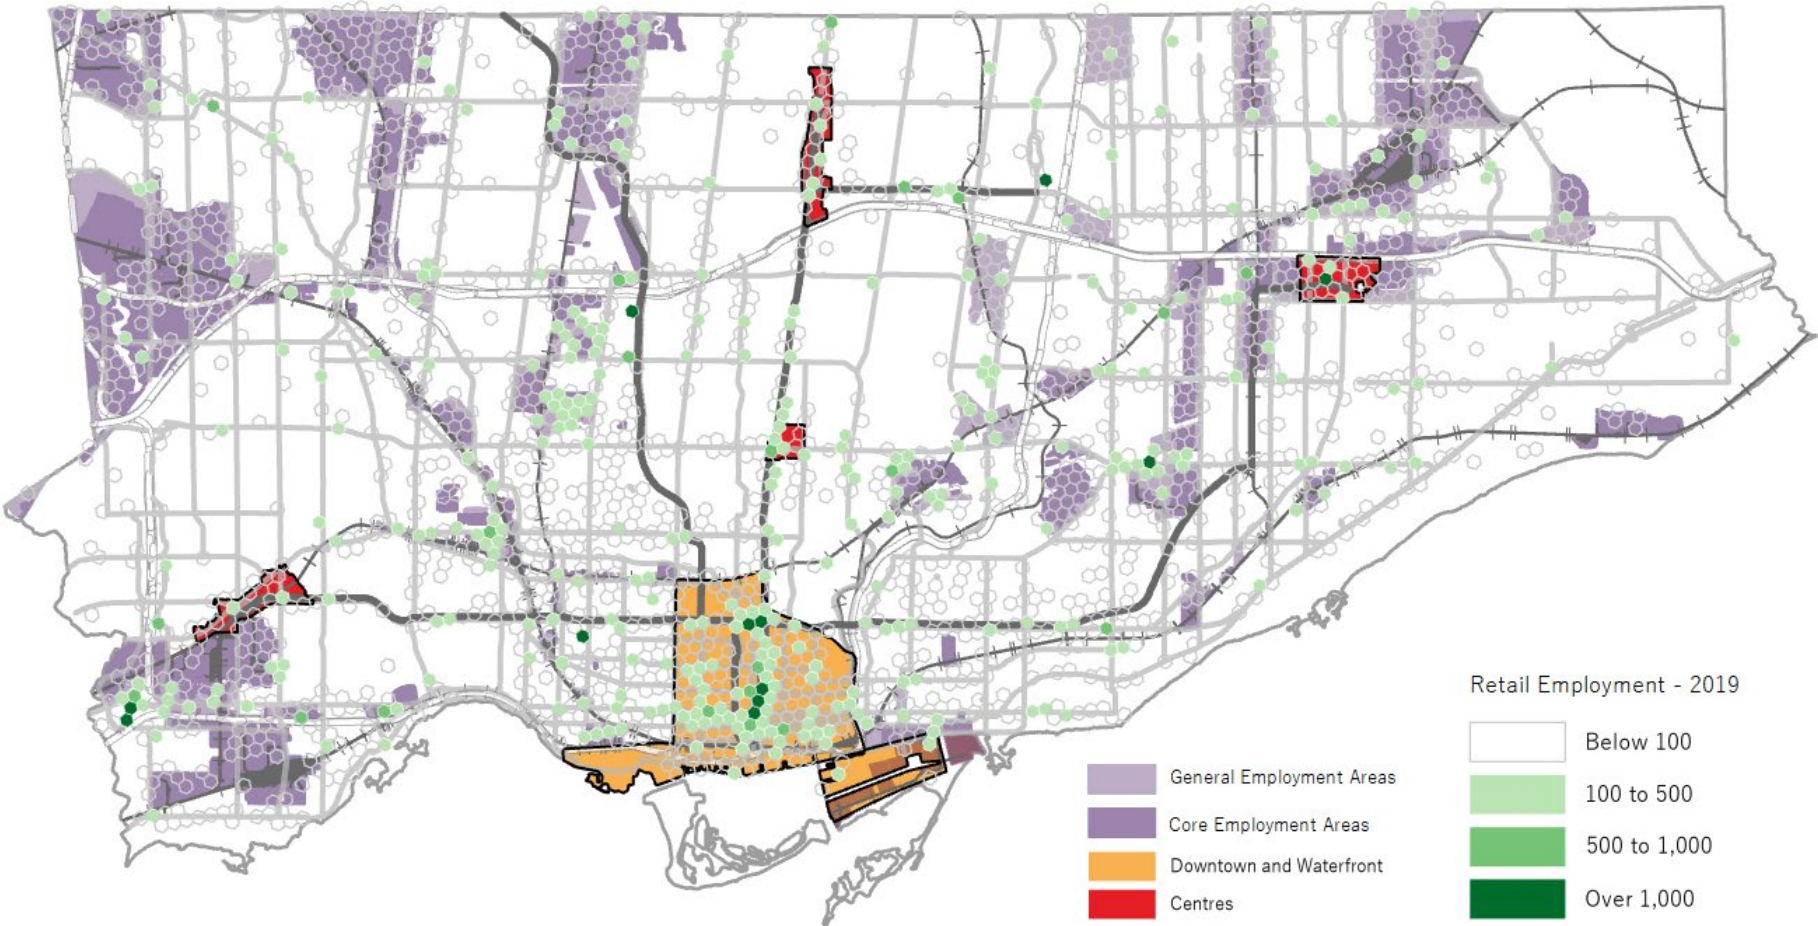 Retail Employment - 2019
Below 100
100 to 500
500 to 1,000
Over 1,000
General Employment Areas
Core Employment Areas
Downtown and Waterfront
Centres